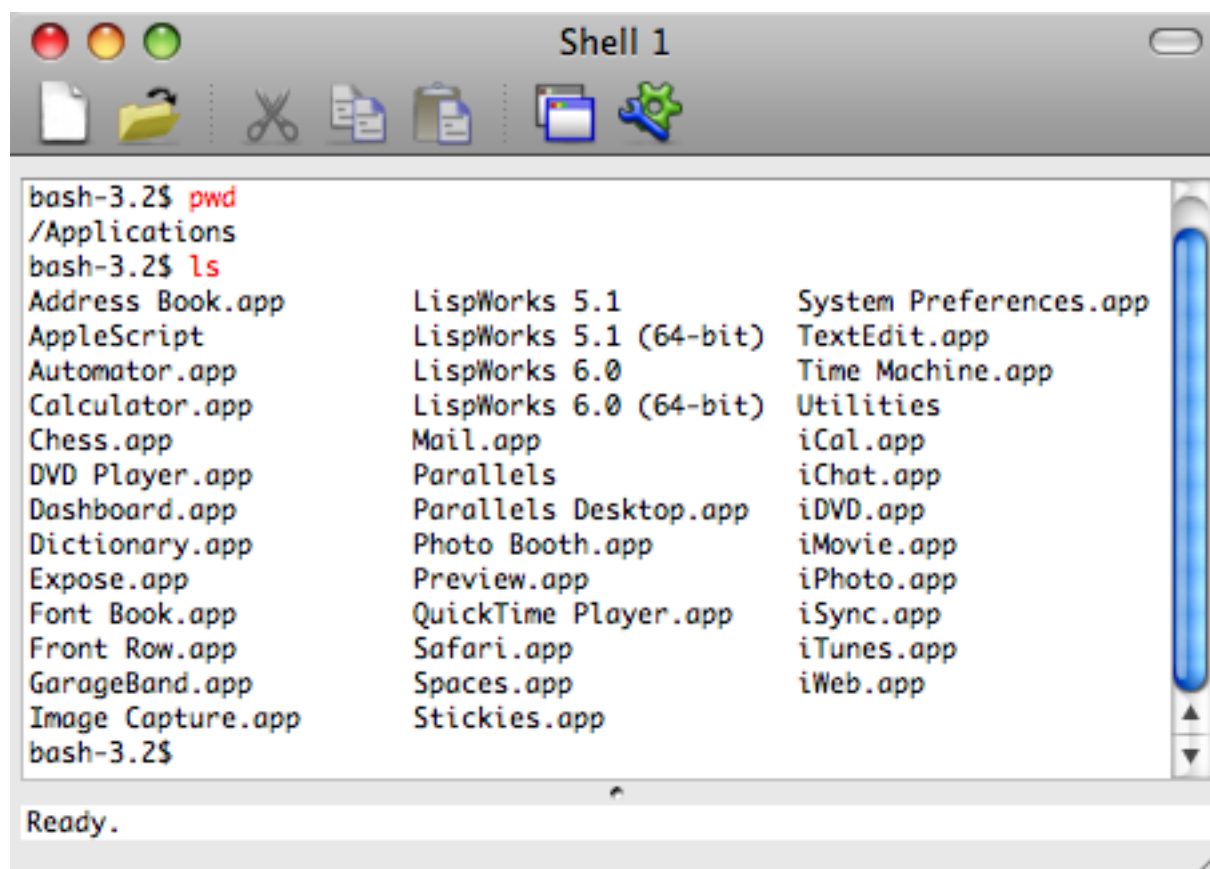 Shell 1
bash-3.2$ pwd
/Applications
bash-3.2$ ls
Address Book.app LispWorks 5.1 System Preferences.app
AppleScript LispWorks 5.1 (64-bit) TextEdit.app
Automator.app LispWorks 6.0 Time Machine.app
Calculator.app LispWorks 6.0 (64-bit) Utilities
Chess.app Mail.app iCal.app
DVD Player.app Parallels iChat.app
Dashboard.app Parallels Desktop.app iDVD.app
Dictionary.app Photo Booth.app iMovie.app
Expose.app Preview.app iPhoto.app
Font Book.app QuickTime Player.app iSync.app
Front Row.app Safari.app iTunes.app
GarageBand.app Spaces.app iWeb.app
Image Capture.app Stickies.app
bash-3.2$
Ready.